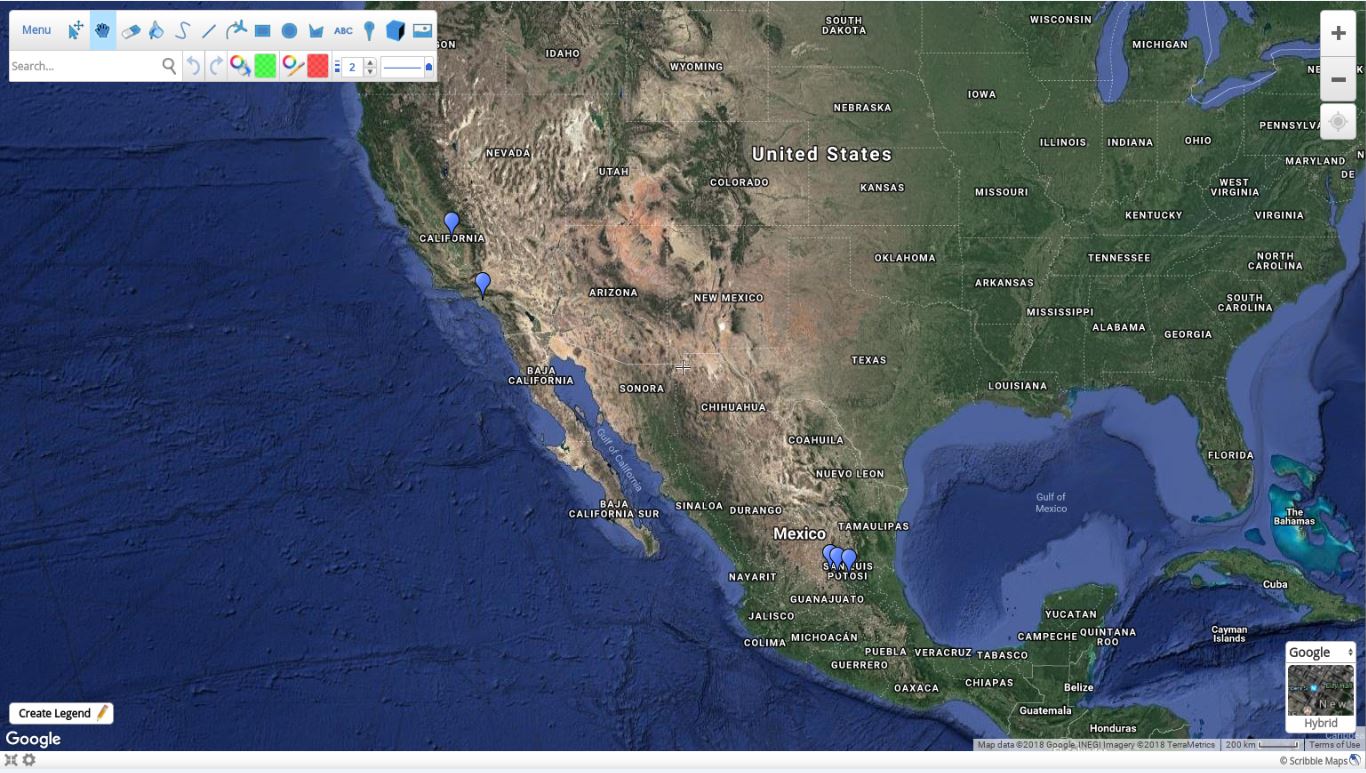 Menu
ABC
Search...
2
SON
IDAHO
WYOMING
SOUTH
DAKOTA
WISCONSIN
MICHIGAN
NEBRASKA
IOWA
NEVADA
UTAH
COLORADO
United States
KANSAS
ILLINOIS
INDIANA
OHIO
PENNSYLVA
MARYLAND
DE
MISSOURI
WEST
VIRGINIA
KENTUCKY
VIRGINIA
CALIFORNIA
OKLAHOMA
TENNESSEE
NORTH
CAROLINA
ARIZONA
NEW MEXICO
ARKANSAS
MISSISSIPPI
ALABAMA
GEORGIA
SOUTH
CAROLINA
TEXAS
LOUISIANA
BAJA
CALIFORNIA
SONORA
CHIHUAHUA
COAHUILA
NUEVO LEON
FLORIDA
Gulf of California
BAJA
CALIFORNIA SUR
SINALOA
DURANGO
Mexico
TAMAULIPAS
Gulf of
Mexico
The
Bahamas
SAN LUIS
POTOSI
NAYARIT
GUANAJUATO
JALISCO
Cuba
COLIMA
MICHOACÁN
YUCATAN
CAMPECHE
QUINTANA
ROO
Cayman
Islands
PUEBLA
VERACRUZ
TABASCO
GUERRERO
OAXACA
CHIAPAS
Belize
Guatemala
Honduras
Google
Hybrid
Create Legend
Google
Map data ©2018 Google, INEGI Imagery ©2018 TerraMetrics
200 km
Terms of Use
© Scribble Maps